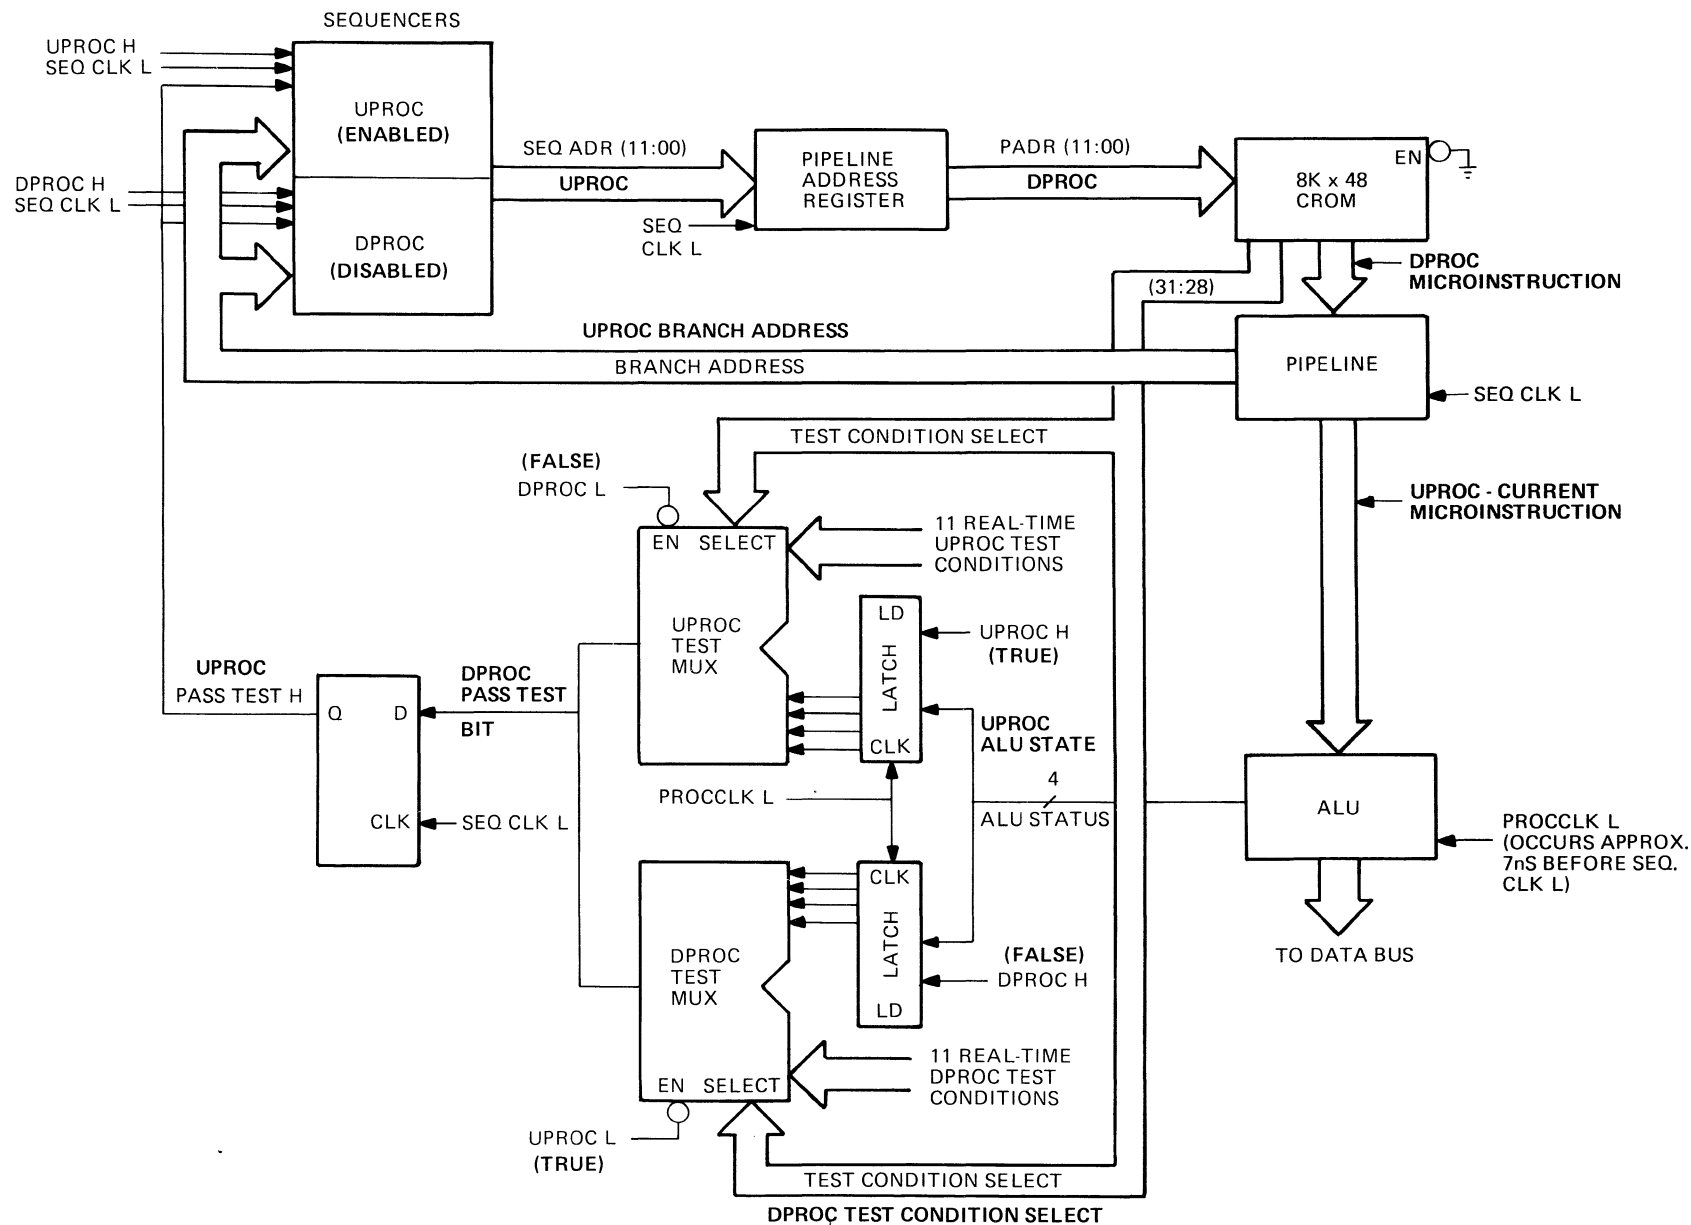 SEQUENCERS
UPROC H
SEQ CLK L
UPROC
(ENABLED)
DPROC H
SEQ CLK L
DPROC
(DISABLED)
SEQ ADR (11:00)
UPROC
PIPELINE
ADDRESS
REGISTER
SEQ
CLK L
PADR (11:00)
DPROC
EN
8K x 48
CROM
(31:28)
DPROC
MICROINSTRUCTION
UPROC BRANCH ADDRESS
BRANCH ADDRESS
PIPELINE
SEQ CLK L
TEST CONDITION SELECT
(FALSE)
DPROC L
UPROC - CURRENT
MICROINSTRUCTION
EN SELECT
11 REAL-TIME
UPROC TEST
CONDITIONS
UPROC
TEST
MUX
LD
LATCH
CLK
UPROC H
(TRUE)
UPROC
PASS TEST H
DPROC
PASS TEST
BIT
Q D
CLK
SEQ CLK L
UPROC
ALU STATE
4
ALU STATUS
PROCCLK L
ALU
PROCCLK L
(OCCURS APPROX.
7nS BEFORE SEQ.
CLK L)
TO DATA BUS
CLK
LATCH
LD
DPROC
TEST
MUX
(FALSE)
DPROC H
11 REAL-TIME
DPROC TEST
CONDITIONS
EN SELECT
UPROC L
(TRUE)
TEST CONDITION SELECT
DPROC TEST CONDITION SELECT